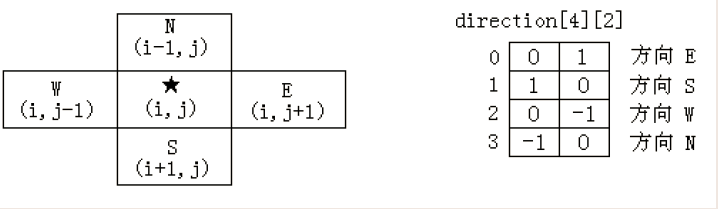 N
(i-1, j)
W
(i, j-1)
★
(i, j)
E
(i, j+1)
S
(i+1, j)
direction[4][2]
0 0 1 方向 E
1 1 0 方向 S
2 0 -1 方向 W
3 -1 0 方向 N